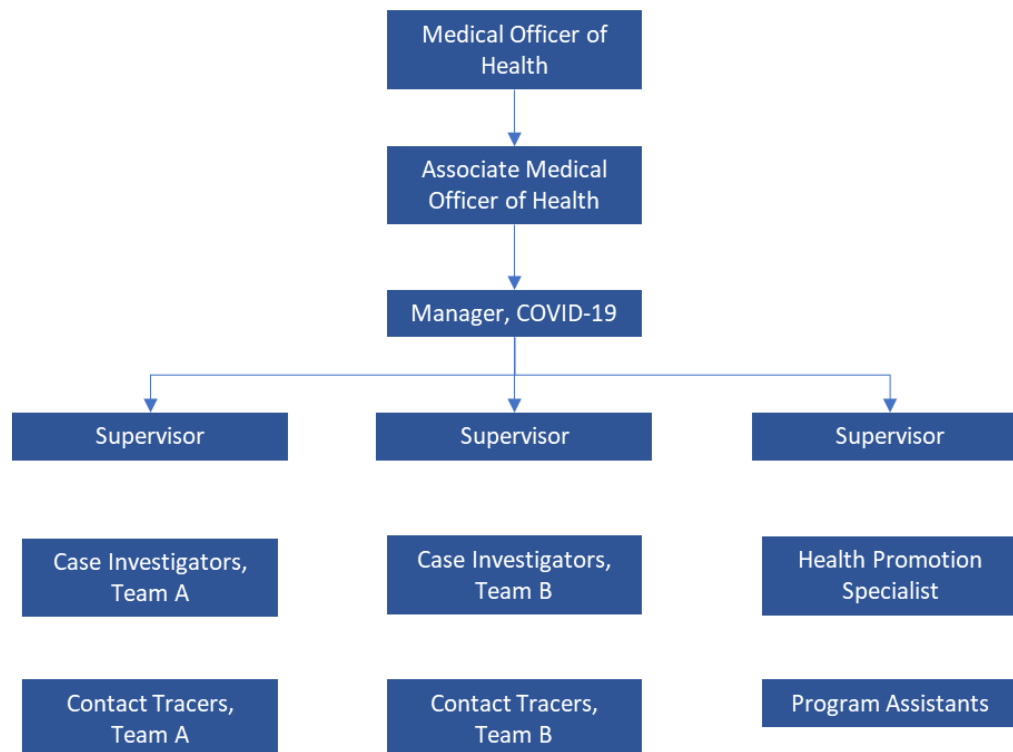 Medical Officer of
Health
Associate Medical
Officer of Health
Manager, COVID-19
Supervisor
Supervisor
Supervisor
Case Investigators,
Team A
Case Investigators,
Team B
Health Promotion
Specialist
Contact Tracers,
Team A
Contact Tracers,
Team B
Program Assistants